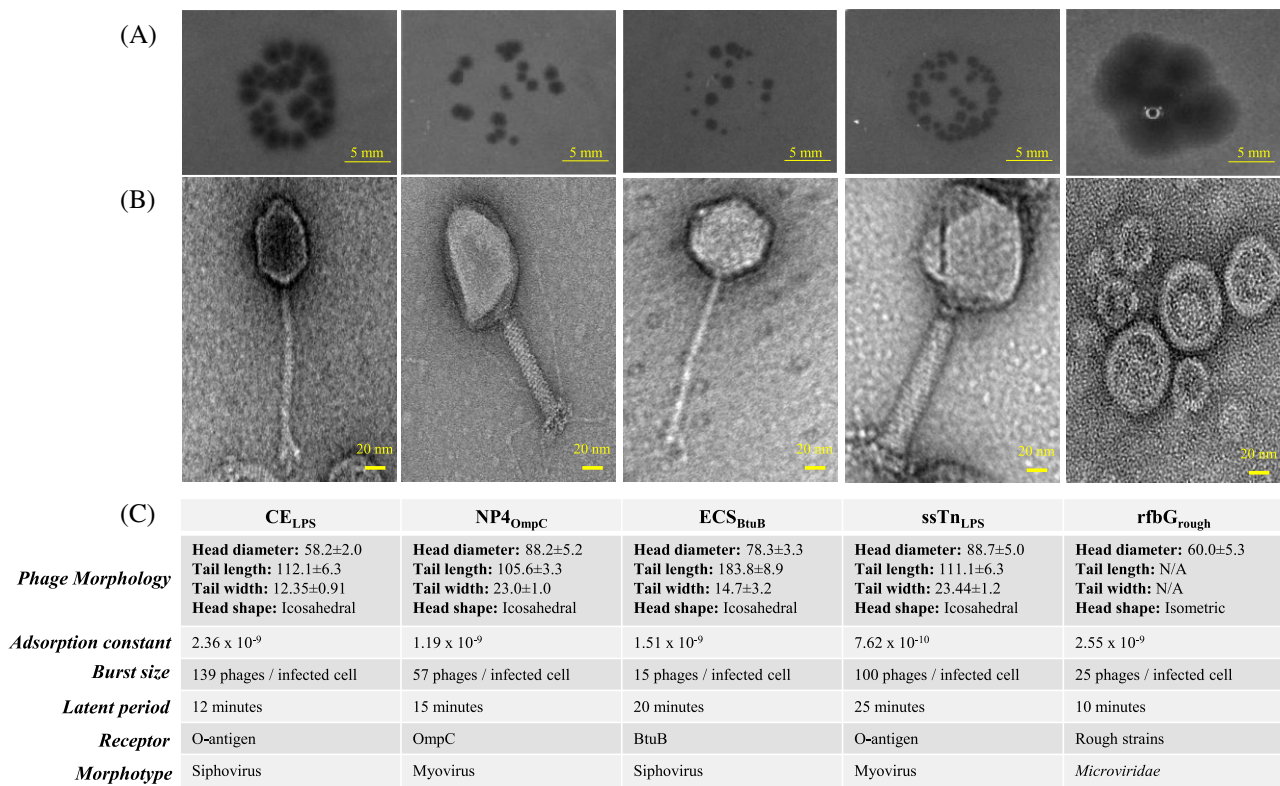 (A)
5 mm
5 mm
5 mm
5 mm
5 mm
(B)
20 nm
20 nm
20 nm
20 nm
20 nm
(C)
CE_LPS NP4_OmpC ECS_BtuB ssTn_LPS rfbG_rough
Phage Morphology
Head diameter: 58.2±2.0
Tail length: 112.1±6.3
Tail width: 12.35±0.91
Head shape: Icosahedral
Head diameter: 88.2±5.2
Tail length: 105.6±3.3
Tail width: 23.0±1.0
Head shape: Icosahedral
Head diameter: 78.3±3.3
Tail length: 183.8±8.9
Tail width: 14.7±3.2
Head shape: Icosahedral
Head diameter: 88.7±5.0
Tail length: 111.1±6.3
Tail width: 23.44±1.2
Head shape: Icosahedral
Head diameter: 60.0±5.3
Tail length: N/A
Tail width: N/A
Head shape: Isometric
Adsorption constant 2.36 x 10⁻⁹ 1.19 x 10⁻⁹ 1.51 x 10⁻⁹ 7.62 x 10⁻¹⁰ 2.55 x 10⁻⁹
Burst size 139 phages / infected cell 57 phages / infected cell 15 phages / infected cell 100 phages / infected cell 25 phages / infected cell
Latent period 12 minutes 15 minutes 20 minutes 25 minutes 10 minutes
Receptor O-antigen OmpC BtuB O-antigen Rough strains
Morphotype Siphovirus Myovirus Siphovirus Myovirus Microviridae